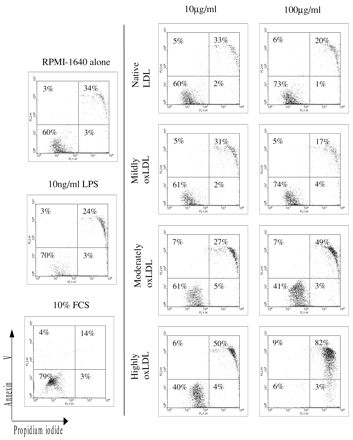 10µg/ml 100µg/ml
RPMI-1640 alone
3% 34%
60% 3%
10ng/ml LPS
3% 24%
70% 3%
10% FCS
4% 14%
79% 3%
Annexin V
Propidium iodide
Native LDL
5% 33%
60% 2%
6% 20%
73% 1%
Mildly oxLDL
5% 31%
61% 2%
5% 17%
74% 4%
Moderately oxLDL
7% 27%
61% 5%
7% 49%
41% 3%
Highly oxLDL
6% 50%
40% 4%
9% 82%
6% 3%